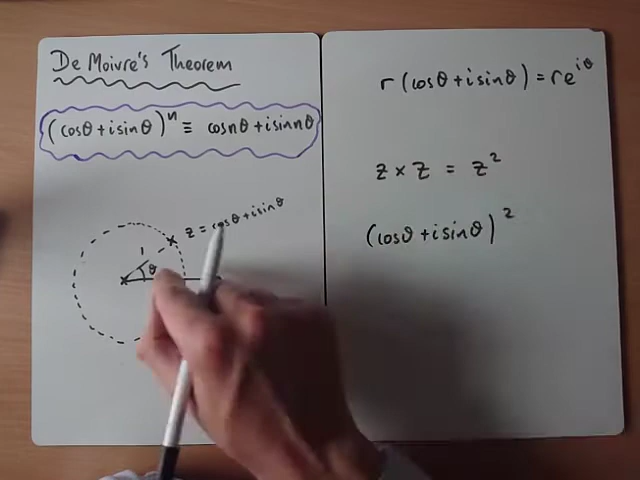 De Moivre's Theorem
(cosθ + isinθ)ⁿ ≡ cosnθ + isinnθ
z = cosθ + isinθ
1
θ
r(cosθ + isinθ) = re^iθ
z × z = z²
(cosθ + isinθ)²